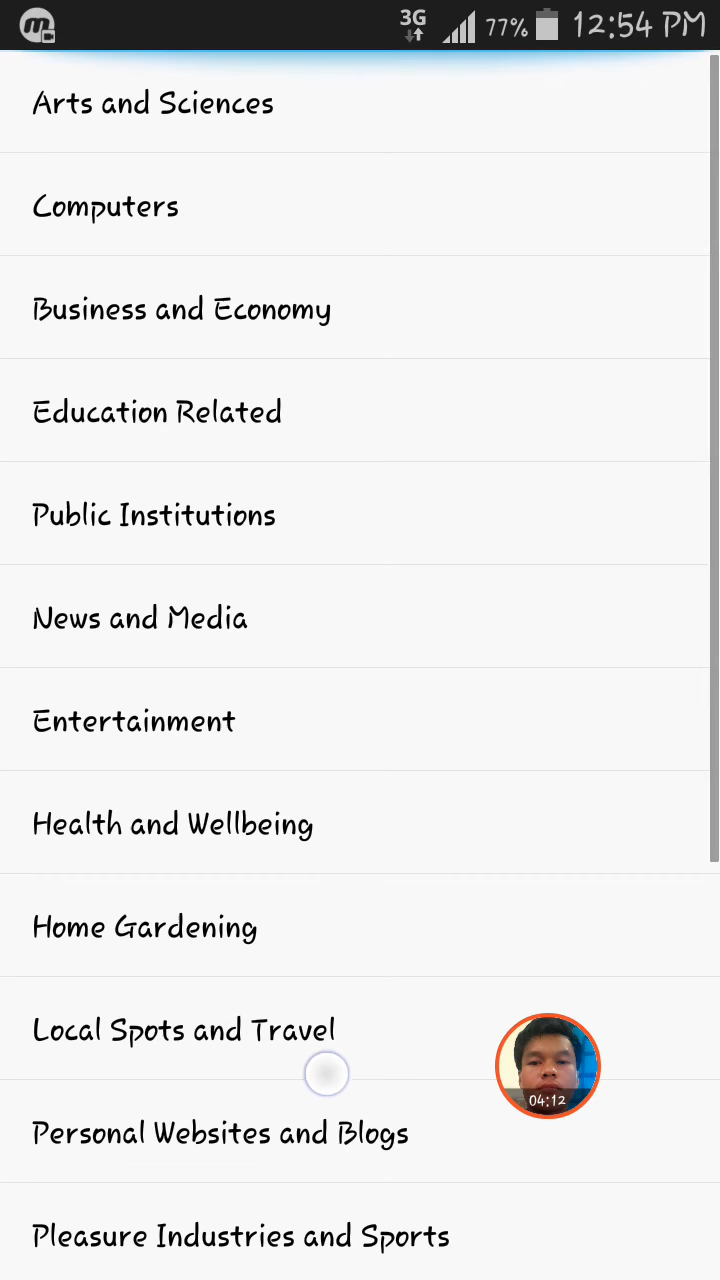 3G 77% 12:54 PM
Arts and Sciences
Computers
Business and Economy
Education Related
Public Institutions
News and Media
Entertainment
Health and Wellbeing
Home Gardening
Local Spots and Travel
04:12
Personal Websites and Blogs
Pleasure Industries and Sports